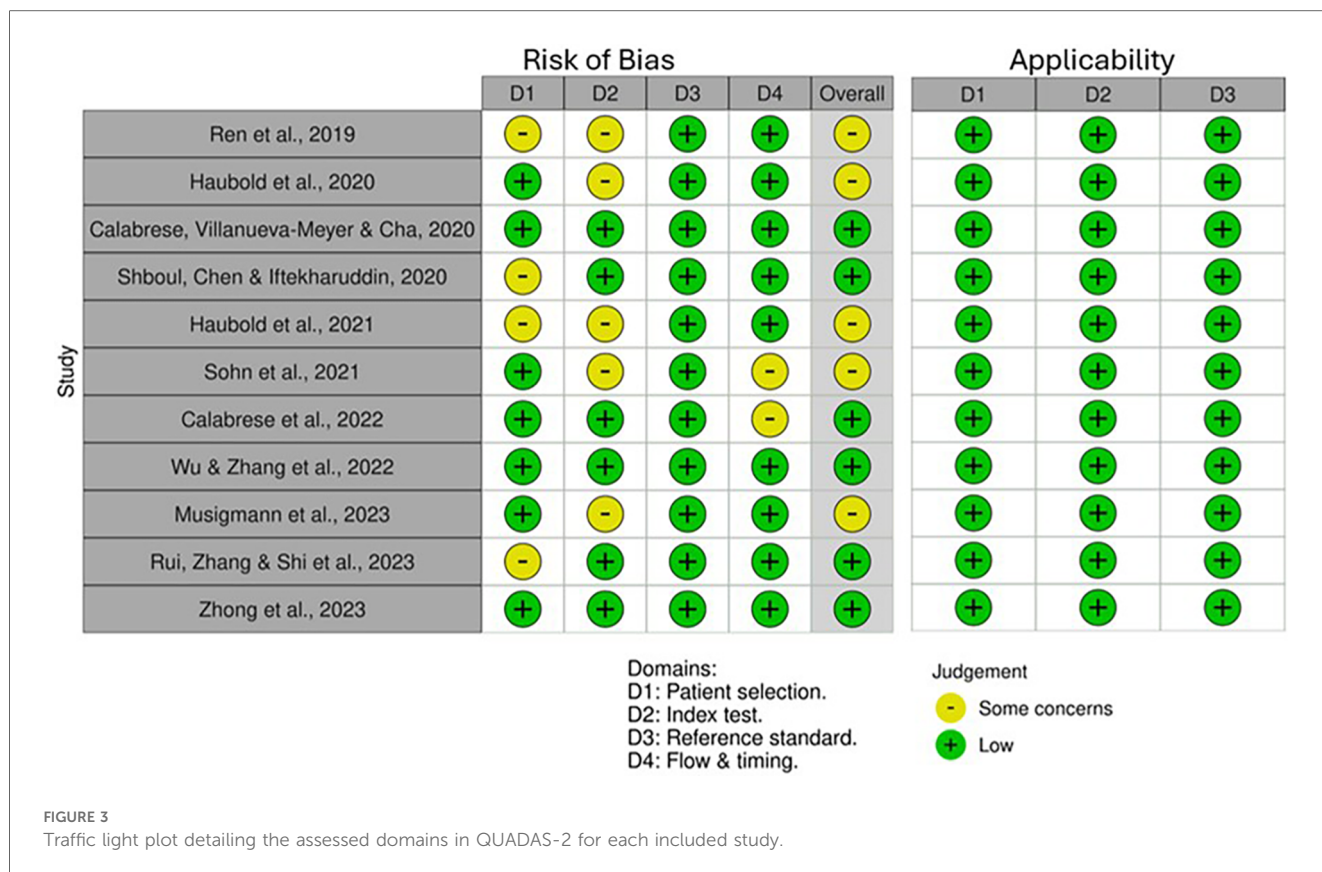 Risk of Bias
Applicability
D1 D2 D3 D4 Overall D1 D2 D3
Study
Ren et al., 2019 - - + + - + + +
Haubold et al., 2020 + - + + - + + +
Calabrese, Villanueva-Meyer & Cha, 2020 + + + + + + + +
Shboul, Chen & Iftekharuddin, 2020 - + + + + + + +
Haubold et al., 2021 - - + + - + + +
Sohn et al., 2021 + - + - - + + +
Calabrese et al., 2022 + + + - + + + +
Wu & Zhang et al., 2022 + + + + + + + +
Musigmann et al., 2023 + - + + - + + +
Rui, Zhang & Shi et al., 2023 - + + + + + + +
Zhong et al., 2023 + + + + + + + +
Domains:
D1: Patient selection.
D2: Index test.
D3: Reference standard.
D4: Flow & timing.
Judgement
- Some concerns
+ Low
FIGURE 3
Traffic light plot detailing the assessed domains in QUADAS-2 for each included study.